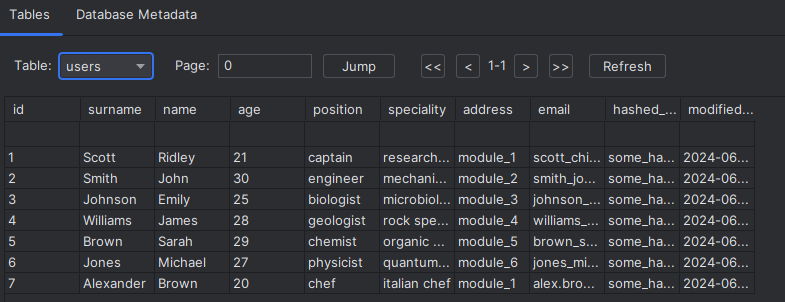 Tables Database Metadata
Table: users Page: 0 Jump << < 1-1 > >> Refresh
id surname name age position speciality address email hashed_... modified...
1 Scott Ridley 21 captain research... module_1 scott_chi... some_ha... 2024-06...
2 Smith John 30 engineer mechani... module_2 smith_jo... some_ha... 2024-06...
3 Johnson Emily 25 biologist microbiol... module_3 johnson_... some_ha... 2024-06...
4 Williams James 28 geologist rock spe... module_4 williams_... some_ha... 2024-06...
5 Brown Sarah 29 chemist organic ... module_5 brown_s... some_ha... 2024-06...
6 Jones Michael 27 physicist quantum... module_6 jones_mi... some_ha... 2024-06...
7 Alexander Brown 20 chef italian chef module_1 alex.bro... some_ha... 2024-06...